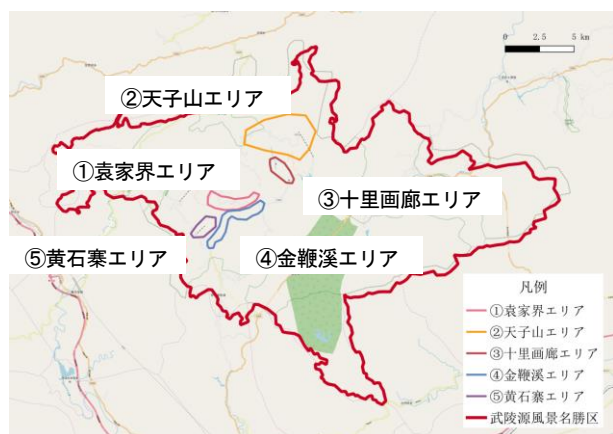 0 2.5 5 km
②天子山エリア
①袁家界エリア
③十里画廊エリア
⑤黄石寨エリア
④金鞭渓エリア
凡例
①袁家界エリア
②天子山エリア
③十里画廊エリア
④金鞭渓エリア
⑤黄石寨エリア
武陵源風景名勝区